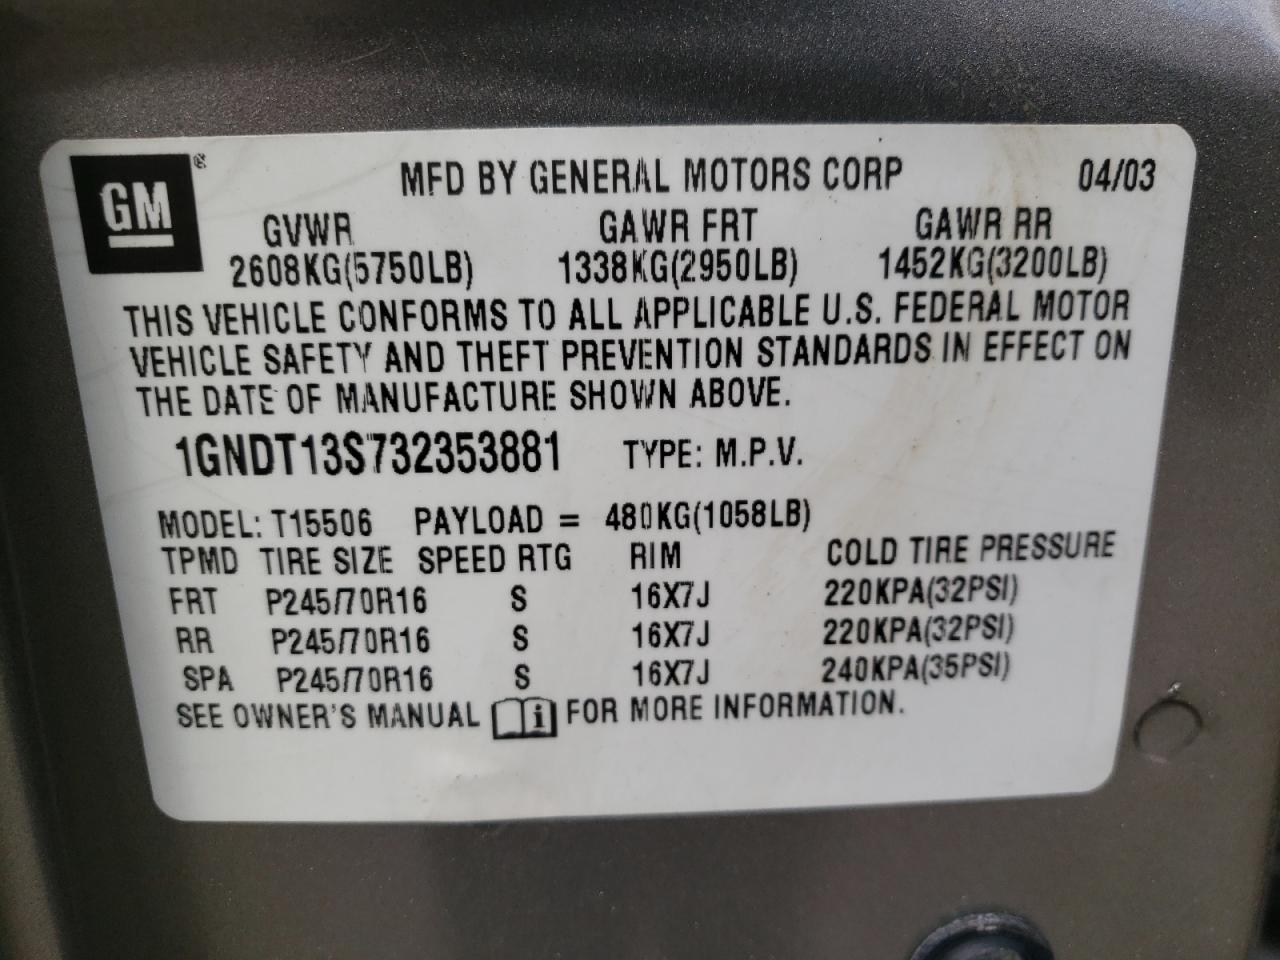 GM ® MFD BY GENERAL MOTORS CORP 04/03
GVWR GAWR FRT GAWR RR
2608KG(5750LB) 1338KG(2950LB) 1452KG(3200LB)
THIS VEHICLE CONFORMS TO ALL APPLICABLE U.S. FEDERAL MOTOR
VEHICLE SAFETY AND THEFT PREVENTION STANDARDS IN EFFECT ON
THE DATE OF MANUFACTURE SHOWN ABOVE.
1GNDT13S732353881 TYPE: M.P.V.
MODEL: T15506 PAYLOAD = 480KG(1058LB)
TPMD TIRE SIZE SPEED RTG RIM COLD TIRE PRESSURE
FRT P245/70R16 S 16X7J 220KPA(32PSI)
RR P245/70R16 S 16X7J 220KPA(32PSI)
SPA P245/70R16 S 16X7J 240KPA(35PSI)
SEE OWNER'S MANUAL i FOR MORE INFORMATION.